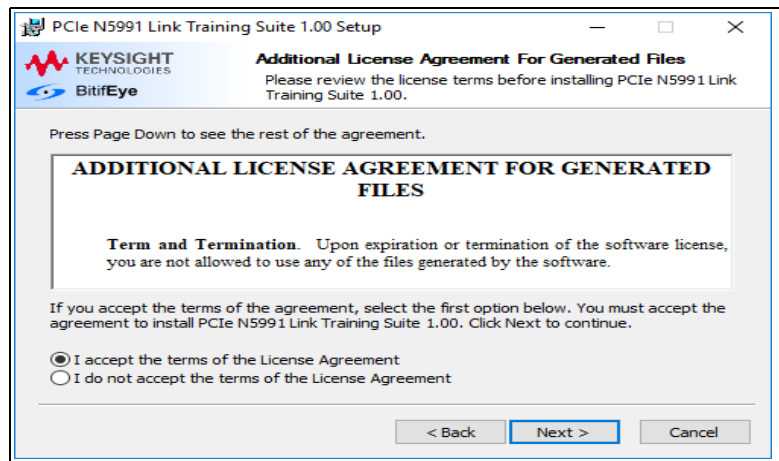 PCIe N5991 Link Training Suite 1.00 Setup
KEYSIGHT
TECHNOLOGIES
BitifEye
Additional License Agreement For Generated Files
Please review the license terms before installing PCIe N5991 Link
Training Suite 1.00.
Press Page Down to see the rest of the agreement.
ADDITIONAL LICENSE AGREEMENT FOR GENERATED
FILES
Term and Termination. Upon expiration or termination of the software license,
you are not allowed to use any of the files generated by the software.
If you accept the terms of the agreement, select the first option below. You must accept the
agreement to install PCIe N5991 Link Training Suite 1.00. Click Next to continue.
I accept the terms of the License Agreement
I do not accept the terms of the License Agreement
< Back Next > Cancel